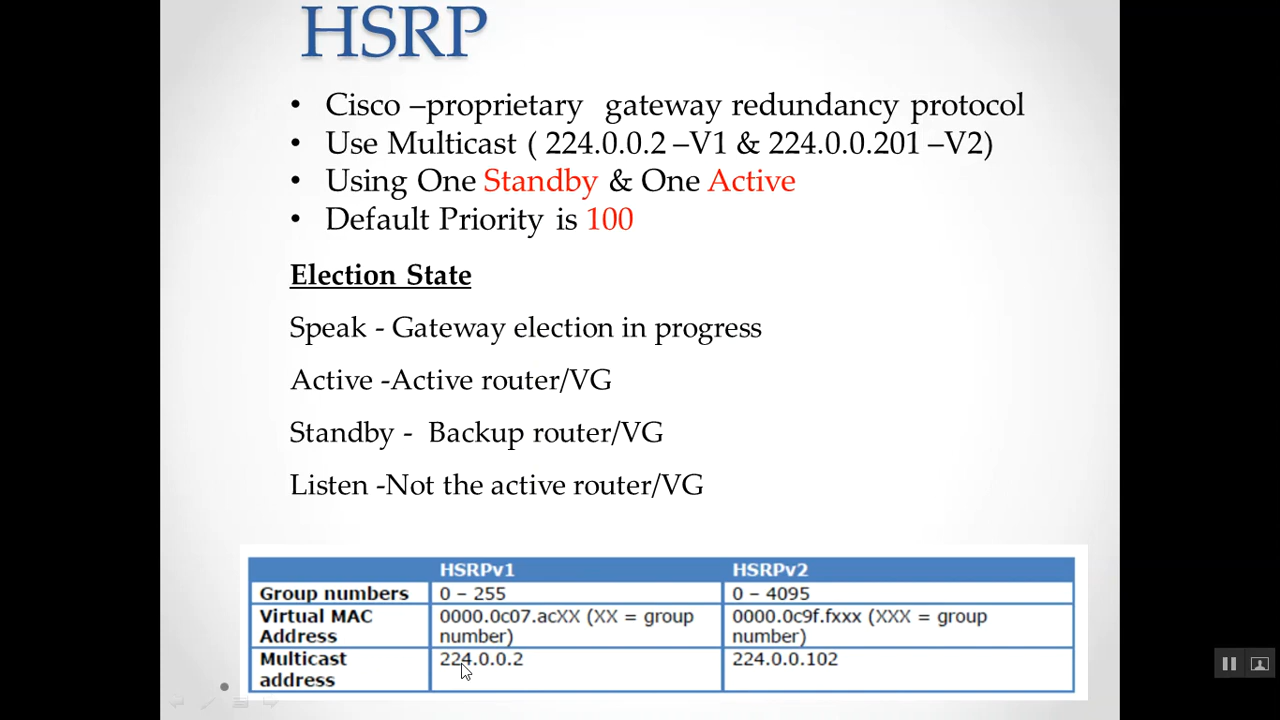 HSRP
• Cisco –proprietary gateway redundancy protocol
• Use Multicast ( 224.0.0.2 –V1 & 224.0.0.201 –V2)
• Using One Standby & One Active
• Default Priority is 100
Election State
Speak - Gateway election in progress
Active -Active router/VG
Standby - Backup router/VG
Listen -Not the active router/VG
HSRPv1 HSRPv2
Group numbers 0 – 255 0 – 4095
Virtual MAC 0000.0c07.acXX (XX = group 0000.0c9f.fxxx (XXX = group
Address number) number)
Multicast 224.0.0.2 224.0.0.102
address